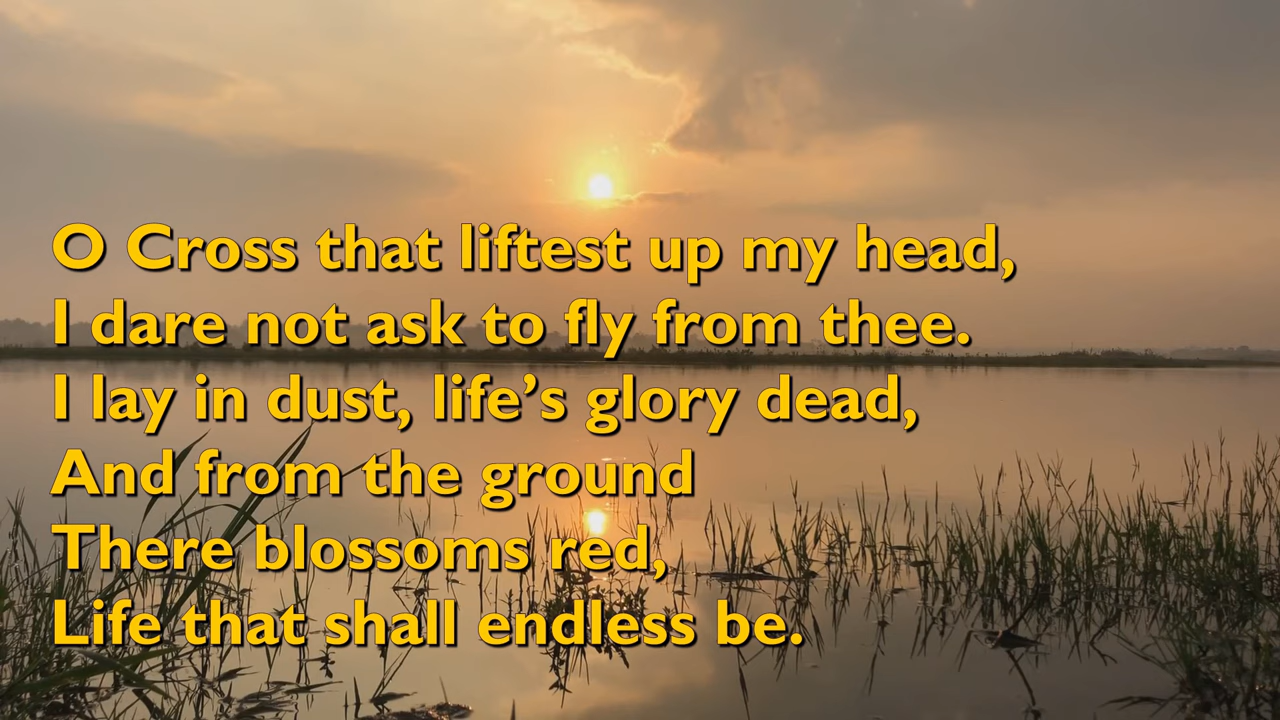 O Cross that liftest up my head,
I dare not ask to fly from thee.
I lay in dust, life’s glory dead,
And from the ground
There blossoms red,
Life that shall endless be.